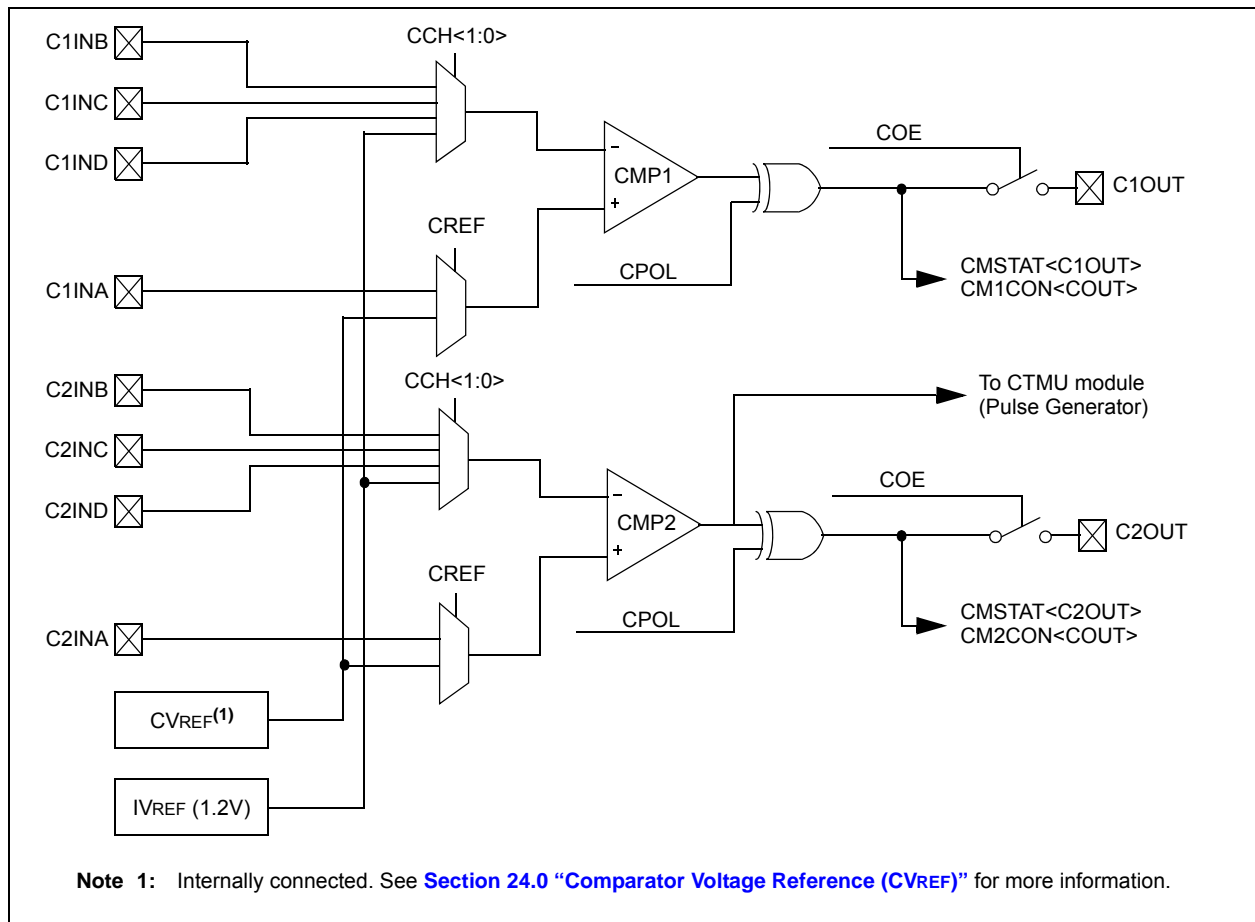 CCH<1:0>
C1INB
C1INC
C1IND
COE
−
CMP1
+
C1OUT
CREF
CPOL
C1INA
CMSTAT<C1OUT>
CM1CON<COUT>
CCH<1:0>
C2INB
C2INC
C2IND
To CTMU module
(Pulse Generator)
COE
−
CMP2
+
C2OUT
CREF
CPOL
C2INA
CMSTAT<C2OUT>
CM2CON<COUT>
CVREF(1)
IVREF (1.2V)
Note 1: Internally connected. See Section 24.0 “Comparator Voltage Reference (CVREF)” for more information.